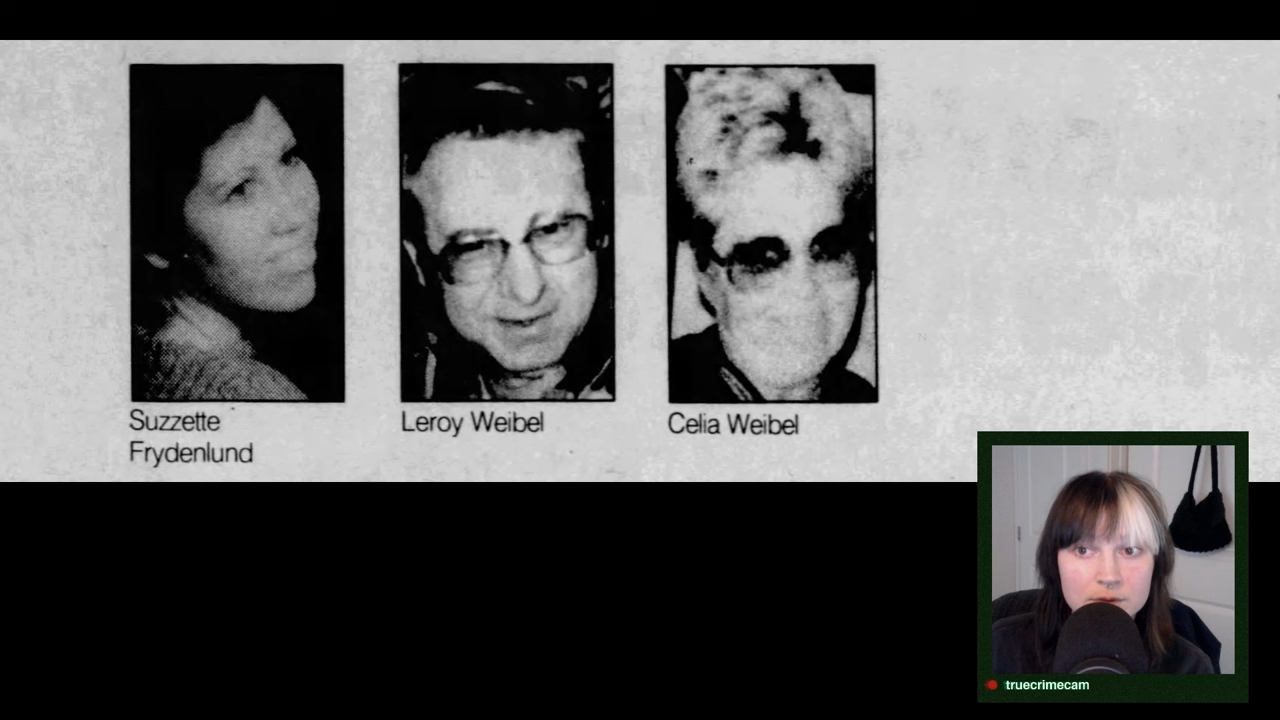 Suzzette
Frydenlund
Leroy Weibel
Celia Weibel
truecrimecam